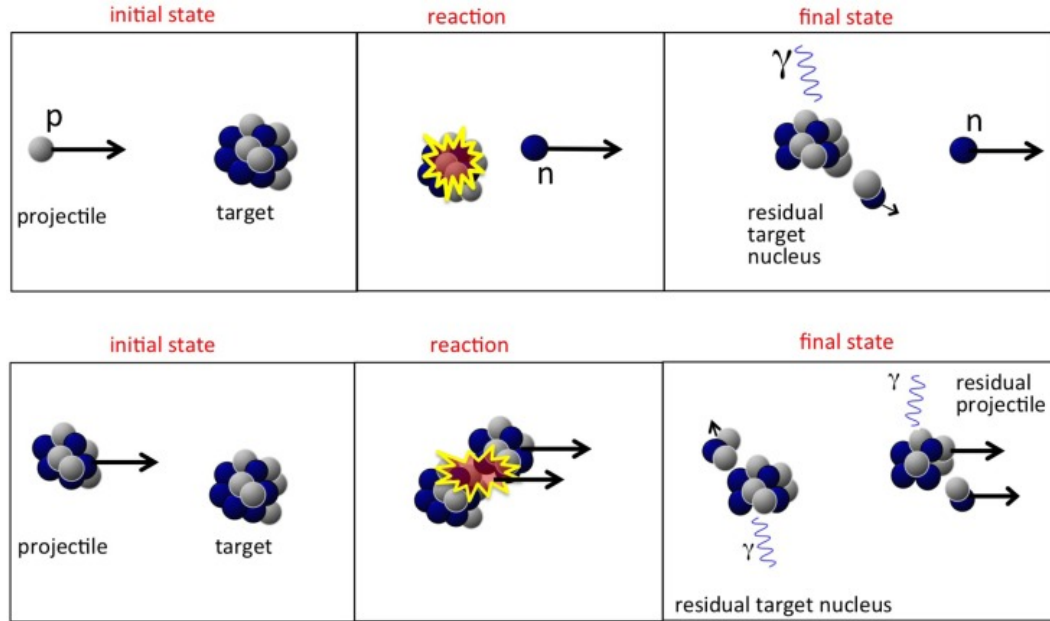 initial state
reaction
final state
p
γ
n
n
projectile
target
residual
target
nucleus
initial state
reaction
final state
γ
residual
projectile
projectile
target
γ
residual target nucleus